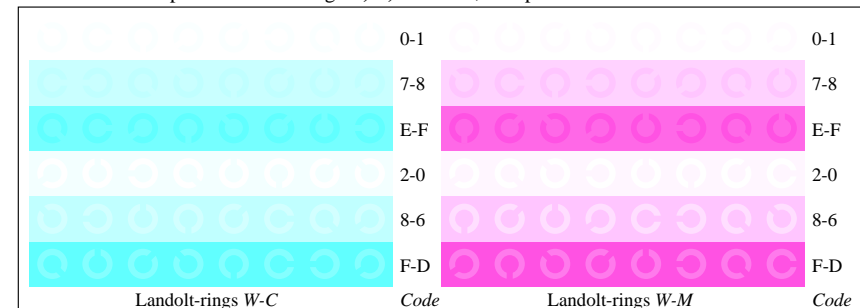 0-1 0-1
7-8 7-8
E-F E-F
2-0 2-0
8-6 8-6
F-D F-D
Landolt-rings W-C Code Landolt-rings W-M Code